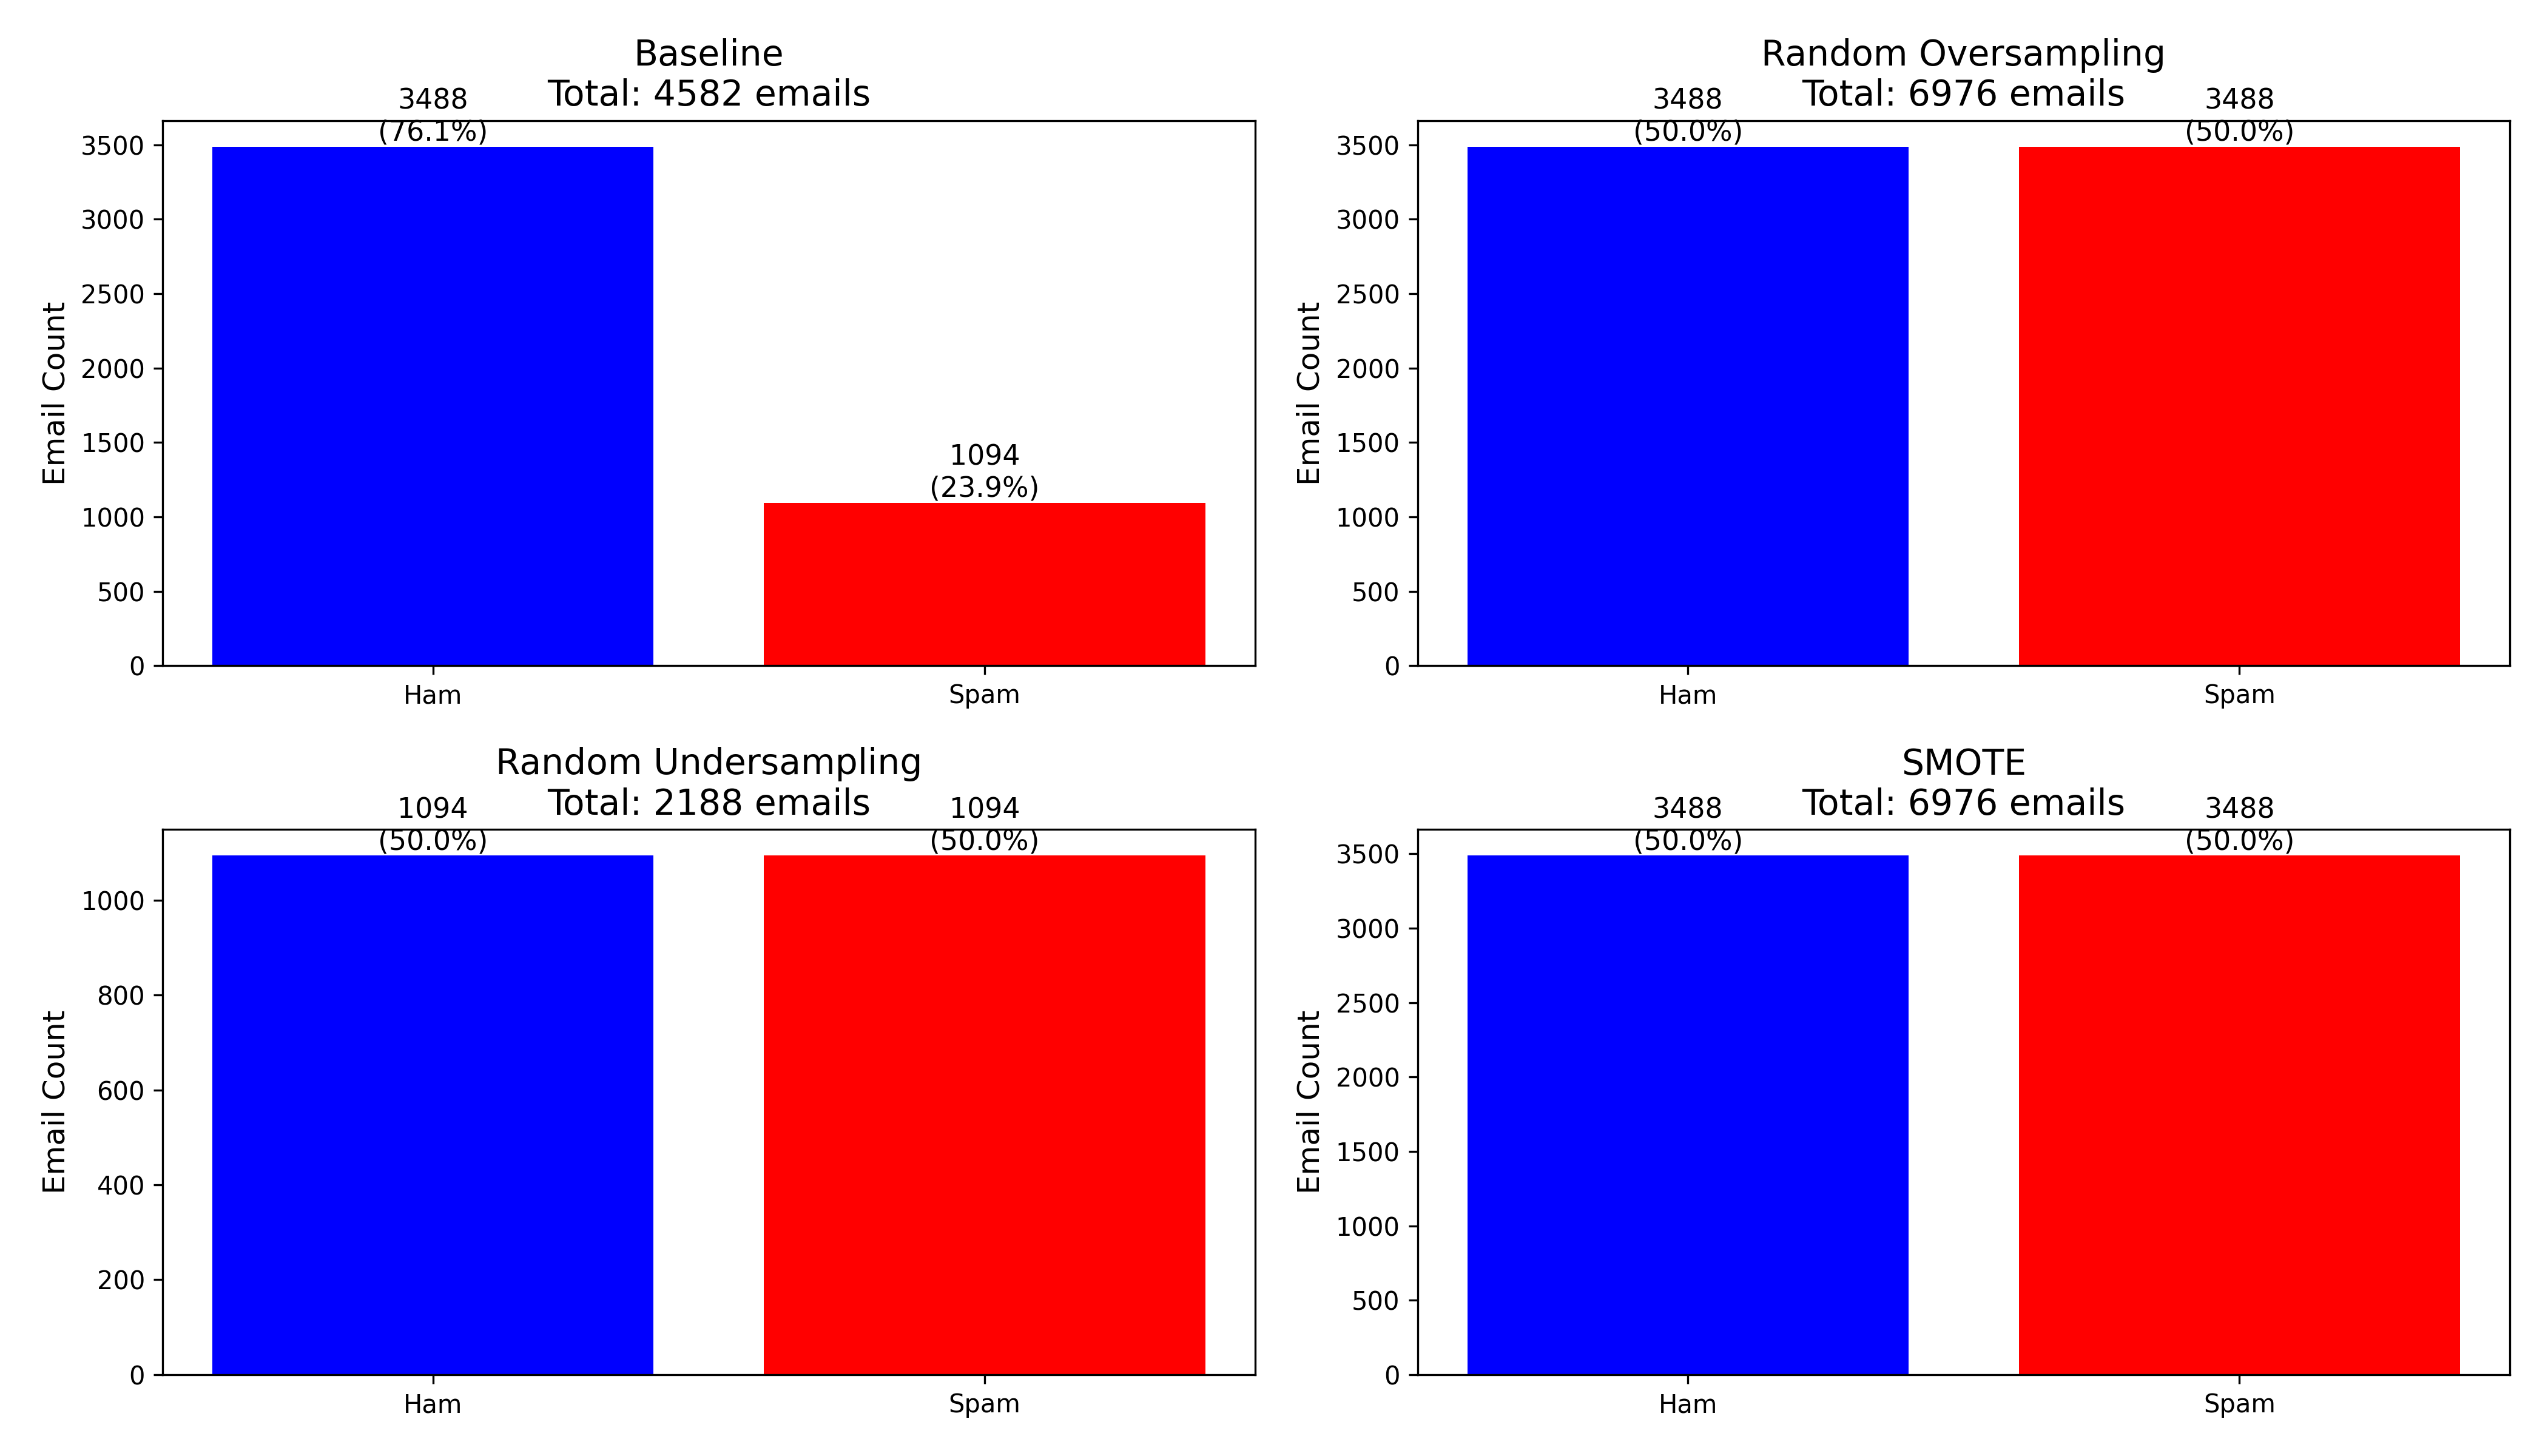 Baseline
Total: 4582 emails
3488
(76.1%)
1094
(23.9%)
3500
3000
2500
2000
1500
1000
500
0
Email Count
Ham
Spam
Random Oversampling
Total: 6976 emails
3488
(50.0%)
3488
(50.0%)
3500
3000
2500
2000
1500
1000
500
0
Email Count
Ham
Spam
Random Undersampling
Total: 2188 emails
1094
(50.0%)
1094
(50.0%)
1000
800
600
400
200
0
Email Count
Ham
Spam
SMOTE
Total: 6976 emails
3488
(50.0%)
3488
(50.0%)
3500
3000
2500
2000
1500
1000
500
0
Email Count
Ham
Spam